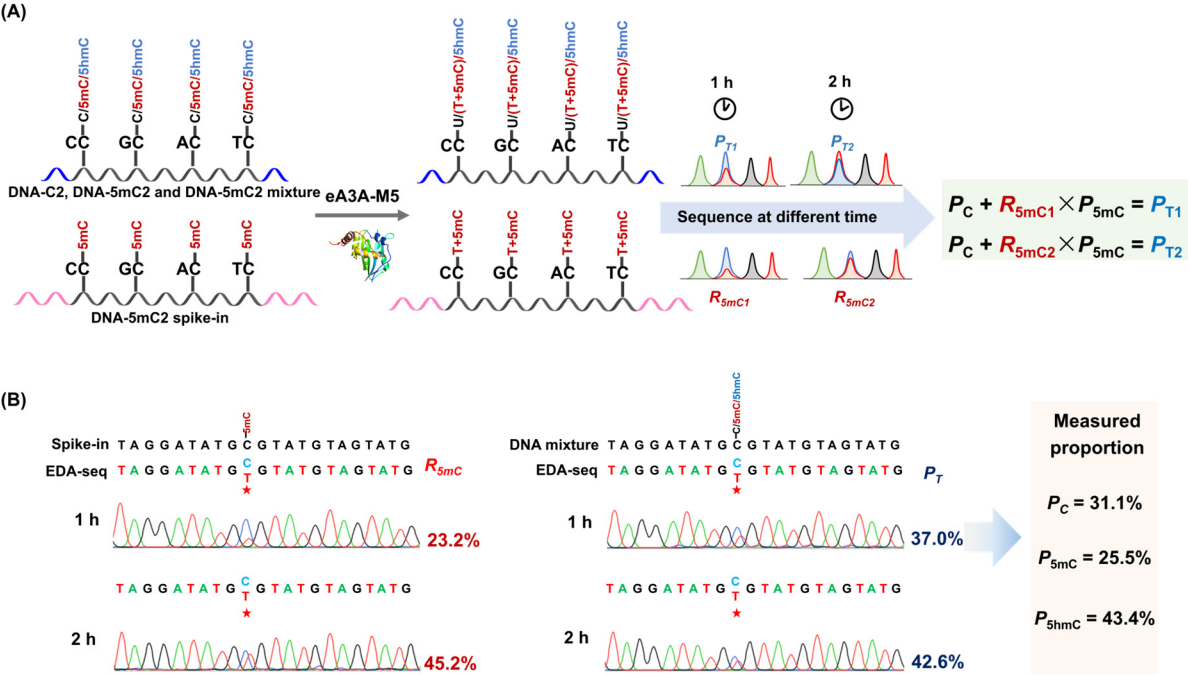 (A)
C/5mC/5hmC C/5mC/5hmC C/5mC/5hmC C/5mC/5hmC
CC GC AC TC
DNA-C2, DNA-5mC2 and DNA-5mC2 mixture
5mC 5mC 5mC 5mC
CC GC AC TC
DNA-5mC2 spike-in
eA3A-M5
U/(T+5mC)/5hmC U/(T+5mC)/5hmC U/(T+5mC)/5hmC U/(T+5mC)/5hmC
CC GC AC TC
T+5mC T+5mC T+5mC T+5mC
CC GC AC TC
1 h 2 h
PT1 PT2
Sequence at different time
R5mC1 R5mC2
PC + R5mC1 × P5mC = PT1
PC + R5mC2 × P5mC = PT2
(B)
5mC
Spike-in T A G G A T A T G C G T A T G T A G T A T G
EDA-seq T A G G A T A T G C G T A T G T A G T A T G R5mC
T
★
1 h 23.2%
C
T A G G A T A T G T G T A T G T A G T A T G
★
2 h 45.2%
C/5mC/5hmC
DNA mixture T A G G A T A T G C G T A T G T A G T A T G
EDA-seq T A G G A T A T G C G T A T G T A G T A T G PT
T
★
1 h 37.0%
C
T A G G A T A T G T G T A T G T A G T A T G
★
2 h 42.6%
Measured
proportion
PC = 31.1%
P5mC = 25.5%
P5hmC = 43.4%